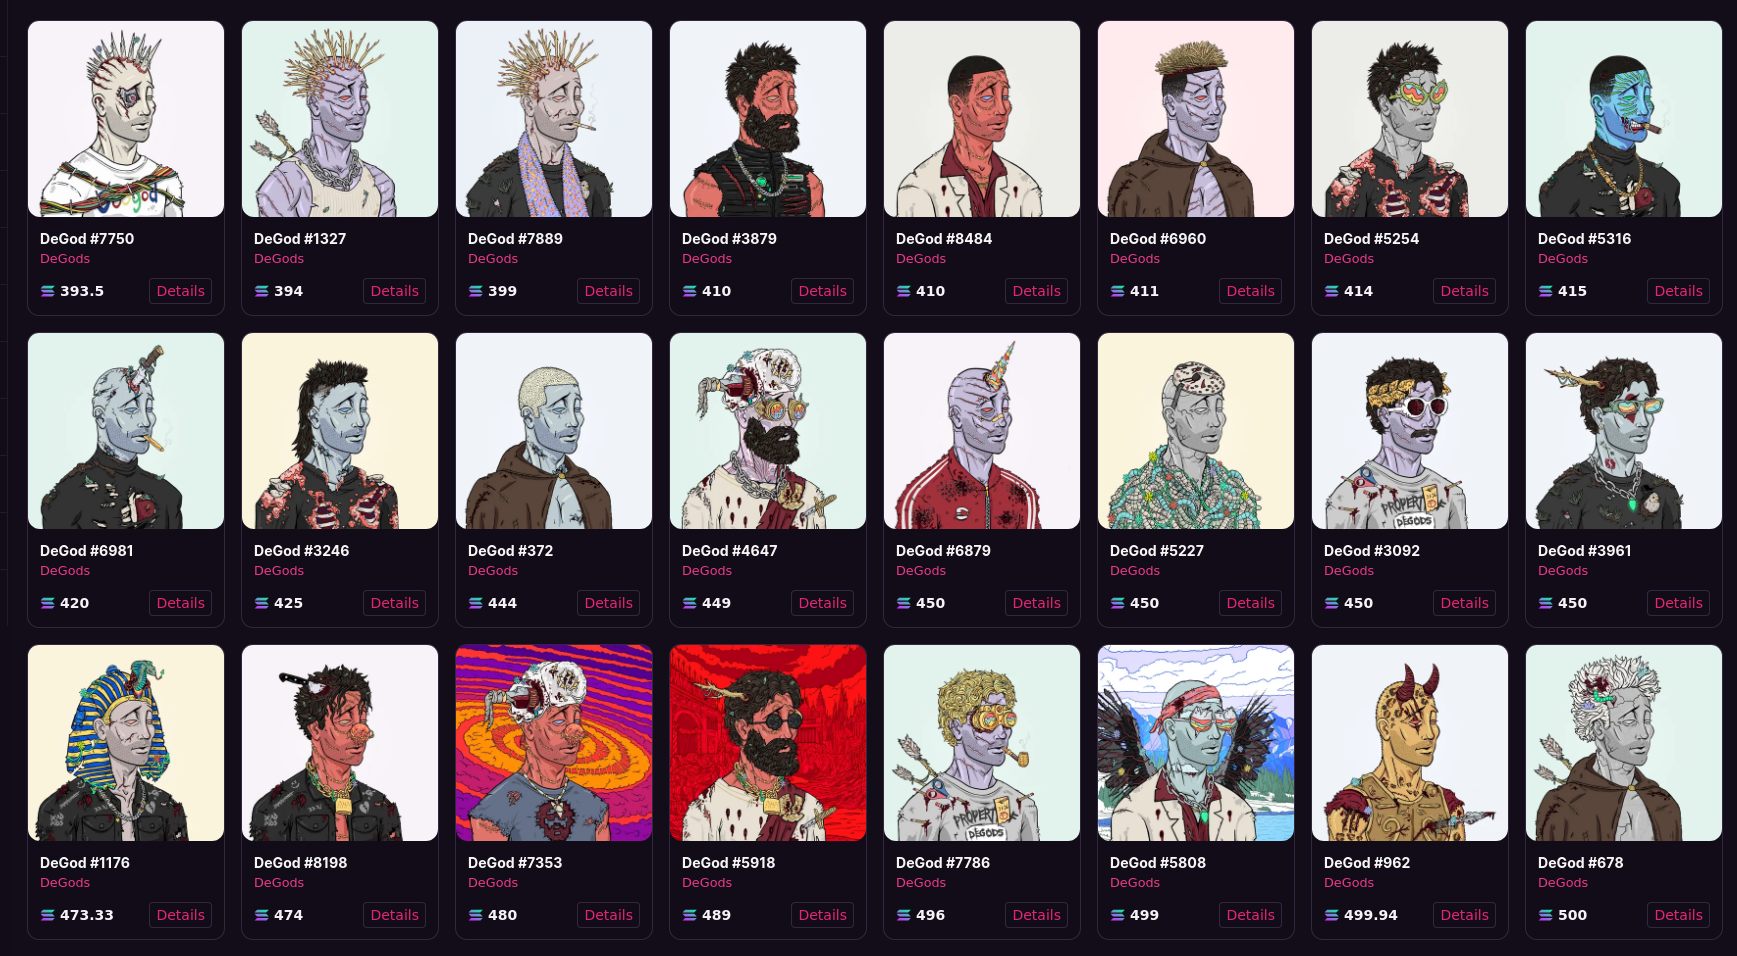 DeGod #7750
DeGods
393.5 Details
DeGod #1327
DeGods
394 Details
DeGod #7889
DeGods
399 Details
DeGod #3879
DeGods
410 Details
DeGod #8484
DeGods
410 Details
DeGod #6960
DeGods
411 Details
DeGod #5254
DeGods
414 Details
DeGod #5316
DeGods
415 Details
DeGod #6981
DeGods
420 Details
DeGod #3246
DeGods
425 Details
DeGod #372
DeGods
444 Details
DeGod #4647
DeGods
449 Details
DeGod #6879
DeGods
450 Details
DeGod #5227
DeGods
450 Details
PROPERTY
DEGODS
DeGod #3092
DeGods
450 Details
DeGod #3961
DeGods
450 Details
DeGod #1176
DeGods
473.33 Details
DeGod #8198
DeGods
474 Details
DeGod #7353
DeGods
480 Details
DeGod #5918
DeGods
489 Details
PROPERTY
DEGODS
DeGod #7786
DeGods
496 Details
DeGod #5808
DeGods
499 Details
DeGod #962
DeGods
499.94 Details
DeGod #678
DeGods
500 Details